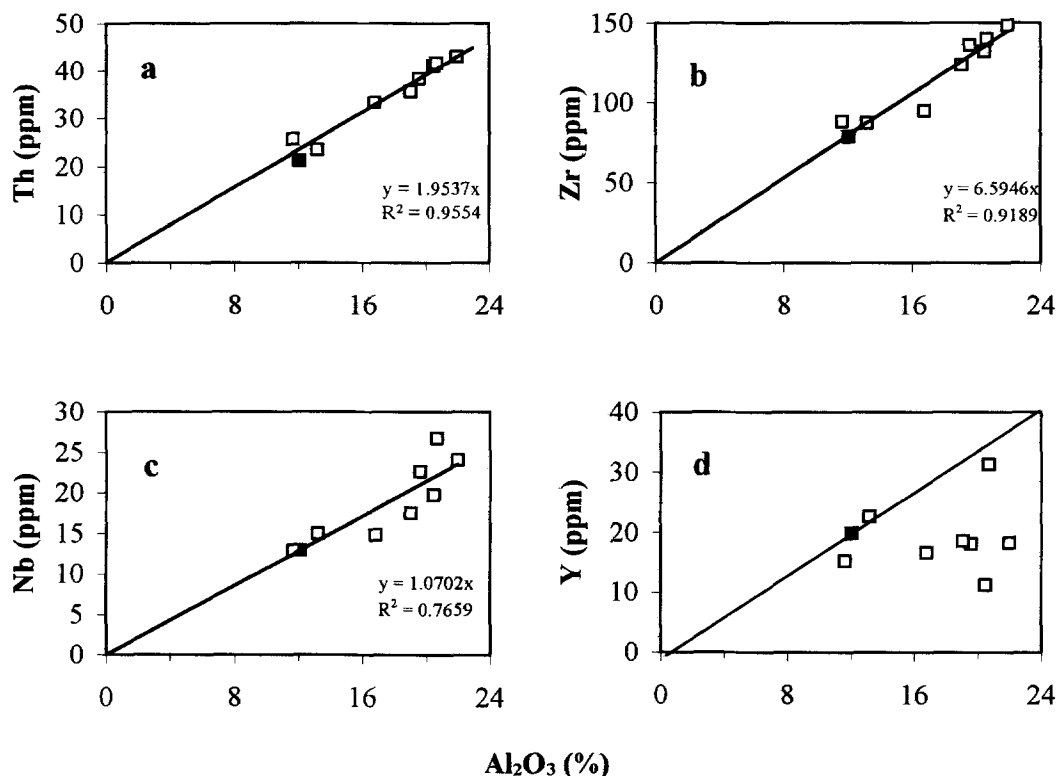 50
40
30
20
10
0
Th (ppm)
a
y = 1.9537x
R² = 0.9554
0 8 16 24
150
100
50
0
Zr (ppm)
b
y = 6.5946x
R² = 0.9189
0 8 16 24
30
25
20
15
10
5
0
Nb (ppm)
c
y = 1.0702x
R² = 0.7659
0 8 16 24
40
30
20
10
0
Y (ppm)
d
0 8 16 24
Al₂O₃ (%)